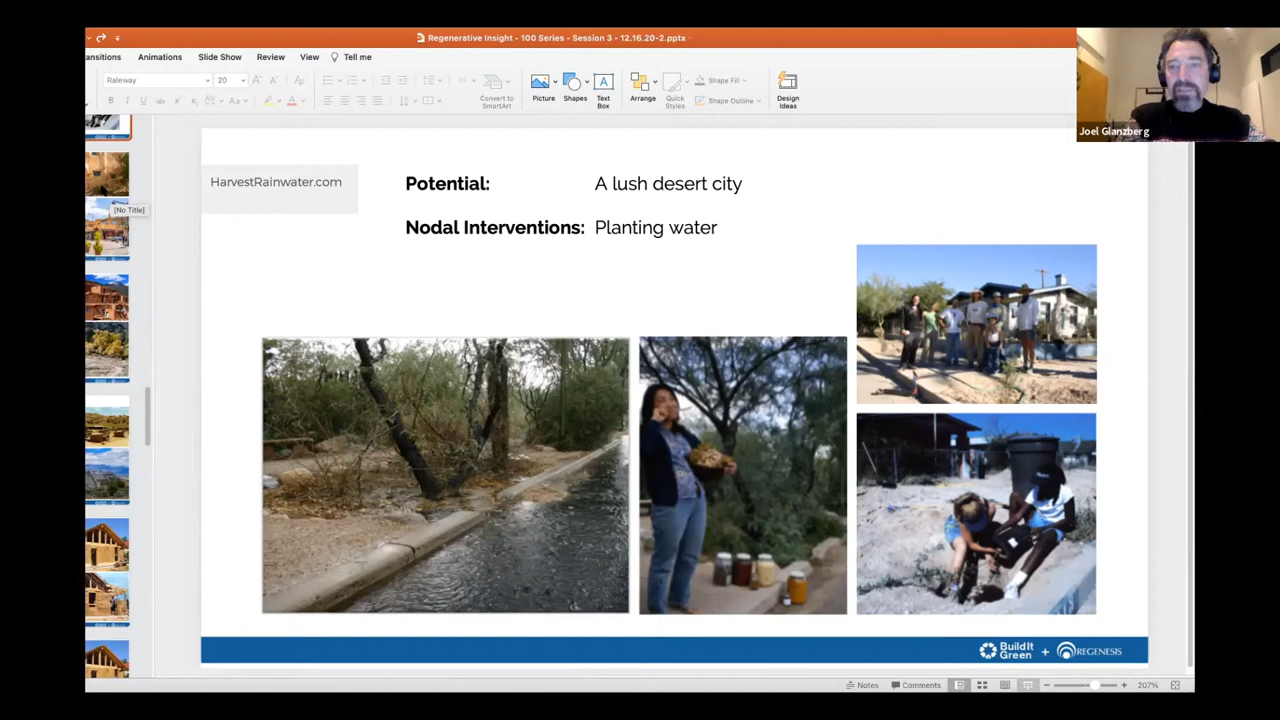 Regenerative Insight - 100 Series - Session 3 - 12.16.20-2.pptx
ansitions Animations Slide Show Review View Tell me
Raleway 20
Convert to SmartArt
Picture
Shapes
Text Box
Arrange
Quick Styles
Shape Fill
Shape Outline
Design Ideas
Joel Glanzberg
[No Title]
HarvestRainwater.com
Potential: A lush desert city
Nodal Interventions: Planting water
BuildIt Green + REGENESIS
Notes Comments 207%